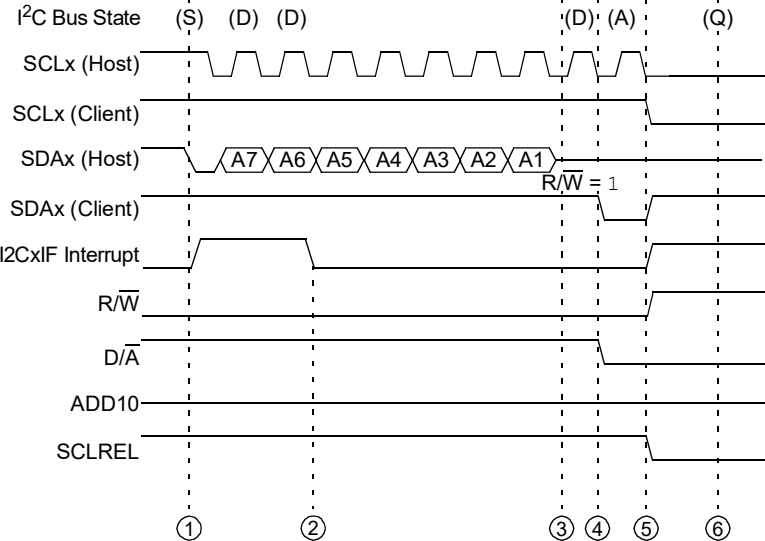 I²C Bus State (S) (D) (D) (D) (A) (Q)
SCLx (Host)
SCLx (Client)
SDAx (Host) A7 A6 A5 A4 A3 A2 A1
R/W̅ = 1
SDAx (Client)
I2CxIF Interrupt
R/W̅
D/A̅
ADD10
SCLREL
1 2 3 4 5 6